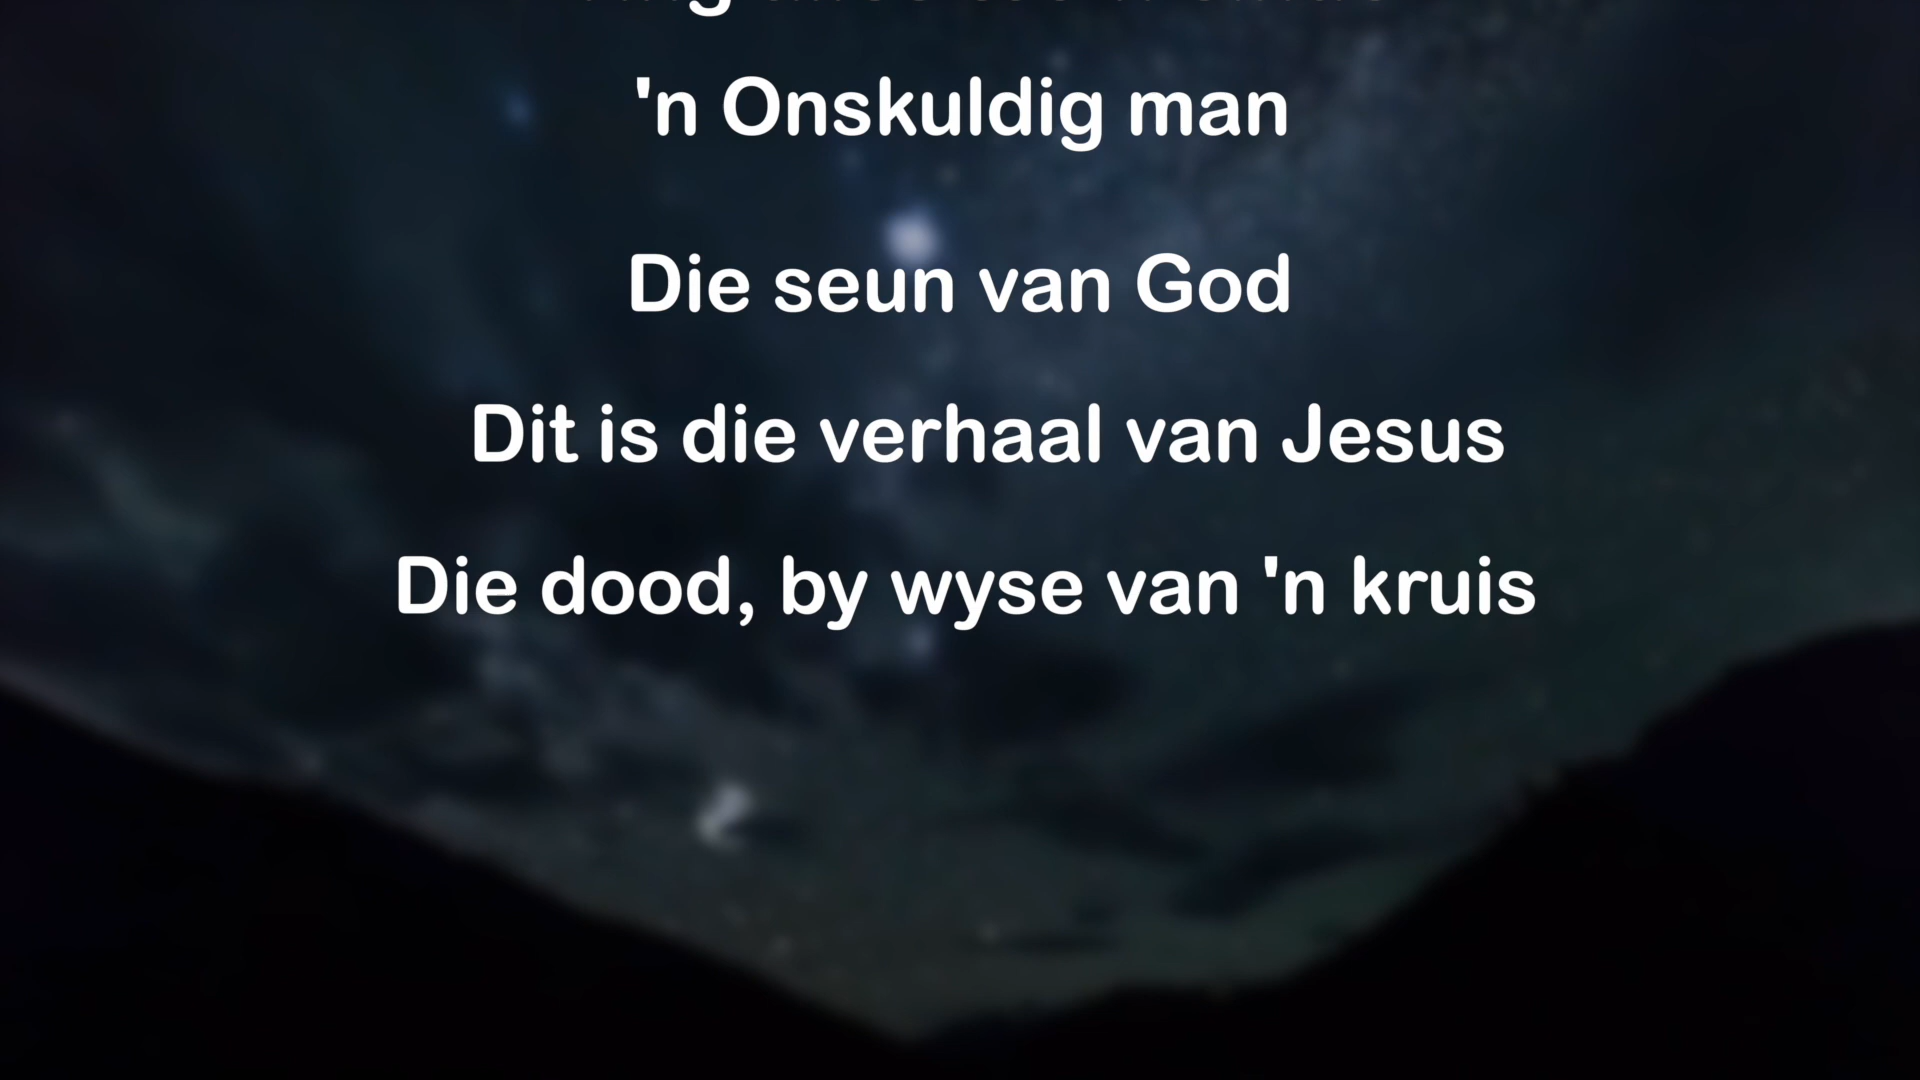 'n Onskuldig man
Die seun van God
Dit is die verhaal van Jesus
Die dood, by wyse van 'n kruis